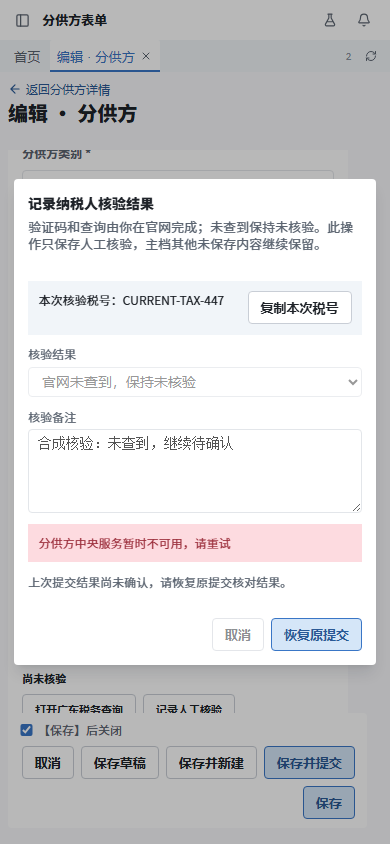 分供方表单
首页
编辑 · 分供方
2
返回分供方详情
编辑 · 分供方
分供方类别 *
记录纳税人核验结果
验证码和查询由你在官网完成；未查到保持未核验。此操
作只保存人工核验，主档其他未保存内容继续保留。
本次核验税号：CURRENT-TAX-447
复制本次税号
核验结果
官网未查到，保持未核验
核验备注
合成核验：未查到，继续待确认
分供方中央服务暂时不可用，请重试
上次提交结果尚未确认，请恢复原提交核对结果。
取消
恢复原提交
尚未核验
打开广东税务查询
记录人工核验
【保存】后关闭
取消
保存草稿
保存并新建
保存并提交
保存